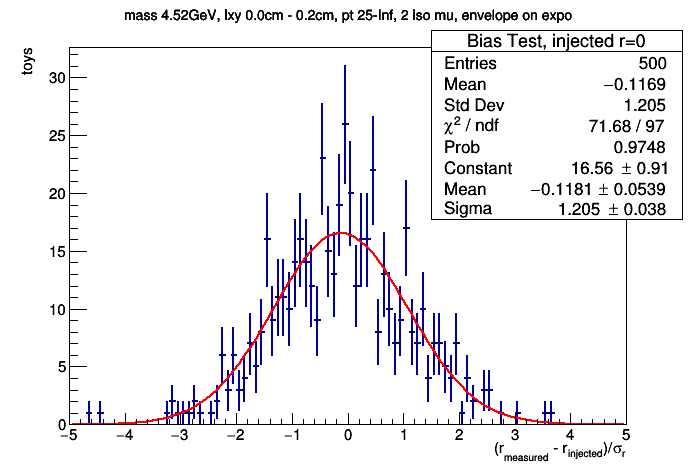 mass 4.52GeV, lxy 0.0cm - 0.2cm, pt 25-Inf, 2 Iso mu, envelope on expo
Bias Test, injected r=0
Entries 500
Mean −0.1169
Std Dev 1.205
χ² / ndf 71.68 / 97
Prob 0.9748
Constant 16.56 ± 0.91
Mean −0.1181 ± 0.0539
Sigma 1.205 ± 0.038
toys
30
25
20
15
10
5
0
−5 −4 −3 −2 −1 0 1 2 3 4 5
(r_measured - r_injected)/σ_r